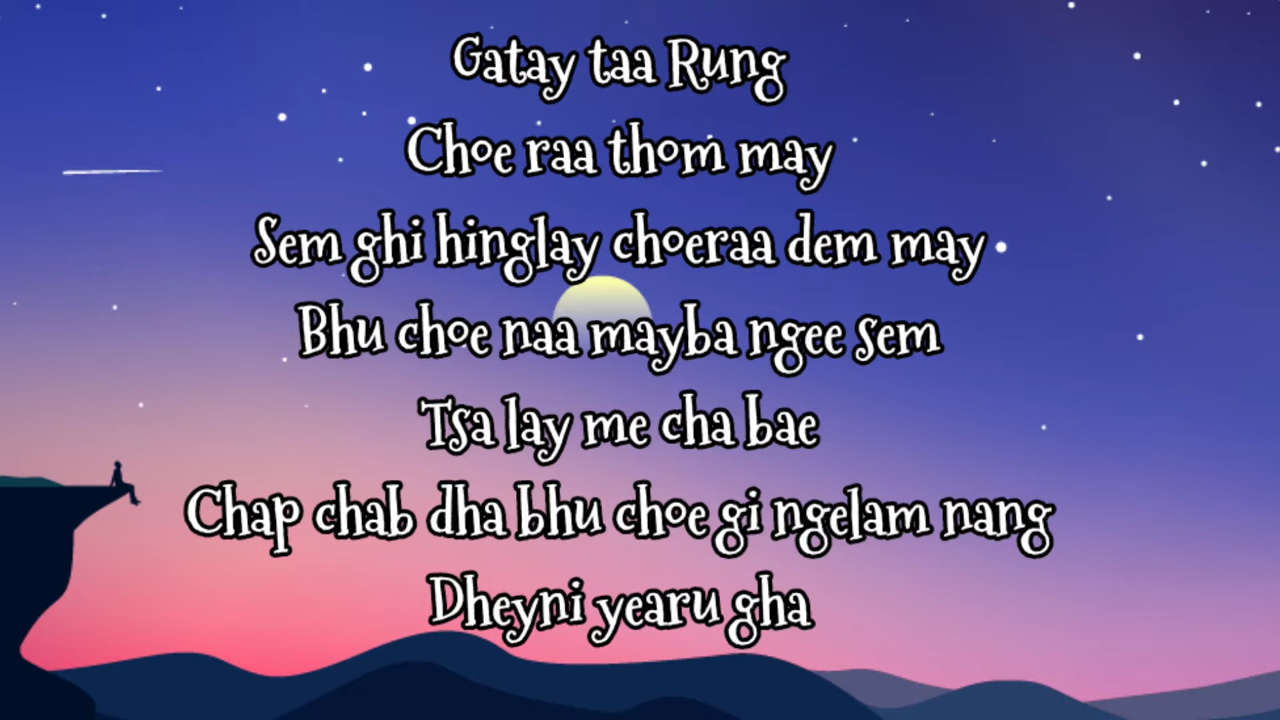 Gatay taa Rung
Choe raa thom may
Sem ghi hinglay choeraa dem may
Bhu choe naa mayba ngee sem
Tsa lay me cha bae
Chap chab dha bhu choe gi ngelam nang
Dheyni yearu gha